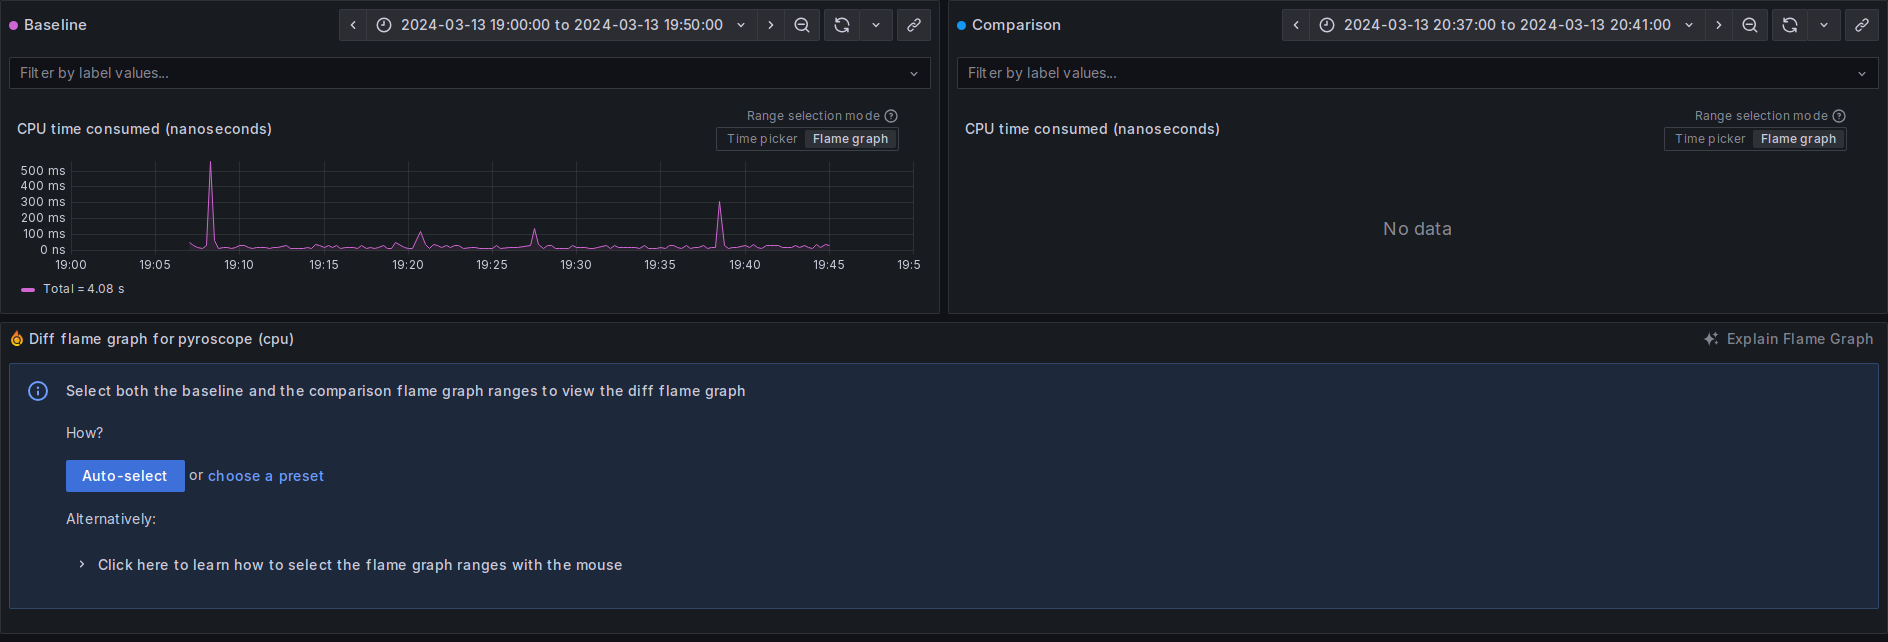 Baseline
2024-03-13 19:00:00 to 2024-03-13 19:50:00
Filter by label values...
Range selection mode
CPU time consumed (nanoseconds)
Time picker Flame graph
500 ms
400 ms
300 ms
200 ms
100 ms
0 ns
19:00 19:05 19:10 19:15 19:20 19:25 19:30 19:35 19:40 19:45 19:5
Total = 4.08 s
Comparison
2024-03-13 20:37:00 to 2024-03-13 20:41:00
Filter by label values...
Range selection mode
CPU time consumed (nanoseconds)
Time picker Flame graph
No data
Diff flame graph for pyroscope (cpu)
Explain Flame Graph
Select both the baseline and the comparison flame graph ranges to view the diff flame graph
How?
Auto-select or choose a preset
Alternatively:
Click here to learn how to select the flame graph ranges with the mouse